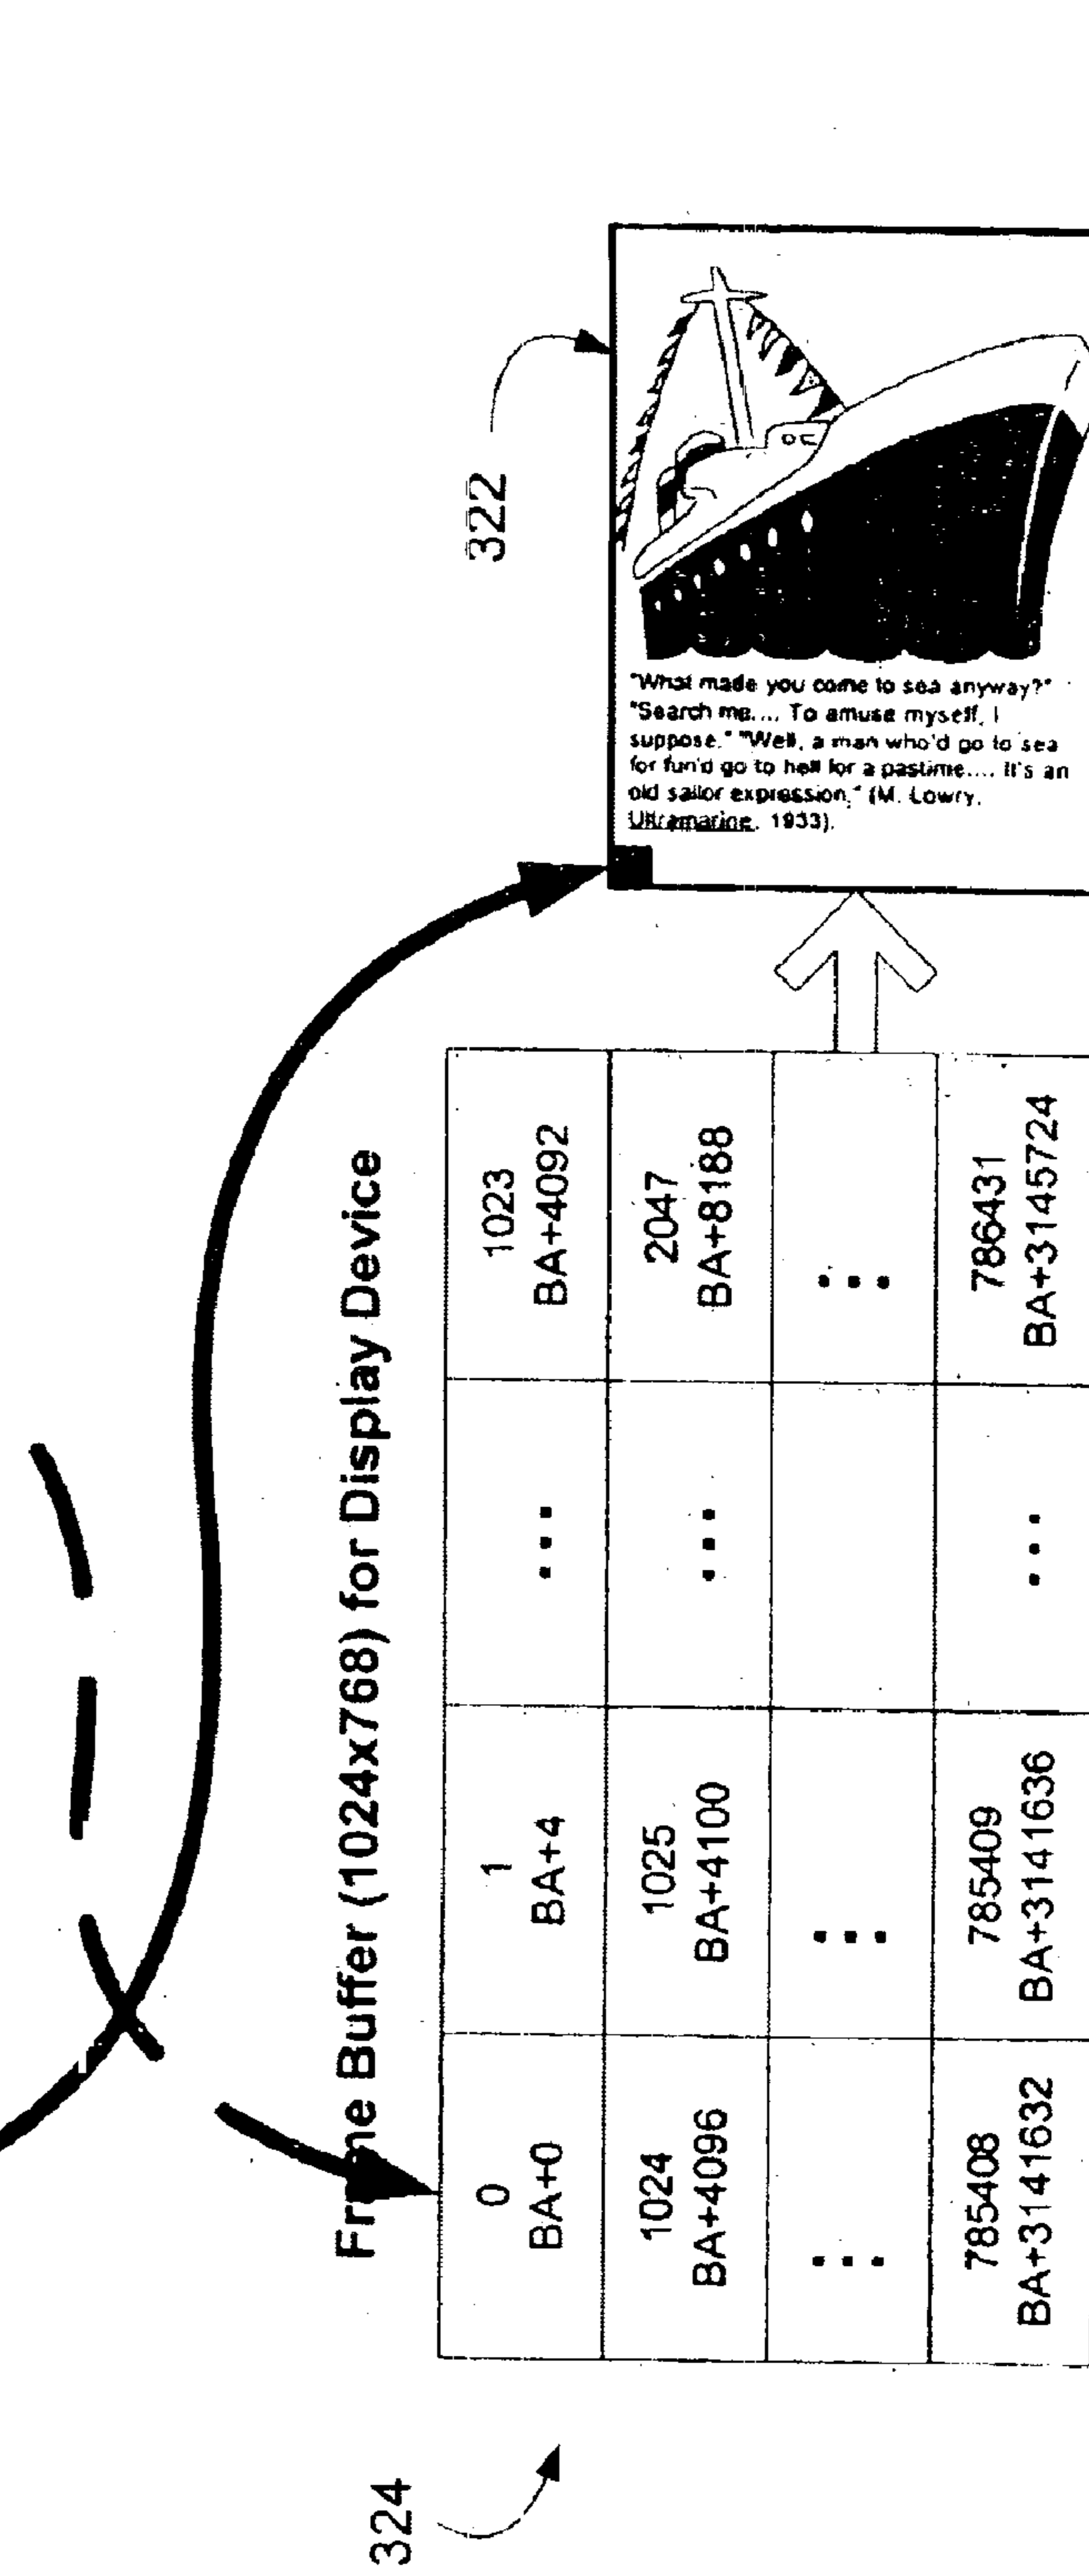 322
"What made you come to sea anyway?"
"Search me.... To amuse myself, I
suppose." "Well, a man who'd go to sea
for fun'd go to hell for a pastime.... It's an
old sailor expression." (M. Lowry,
Ultramarine, 1933).
Frame Buffer (1024x768) for Display Device
324
0
BA+0
1
BA+4
...
1023
BA+4092
1024
BA+4096
1025
BA+4100
...
2047
BA+8188
...
...
...
785408
BA+3141632
785409
BA+3141636
...
786431
BA+3145724